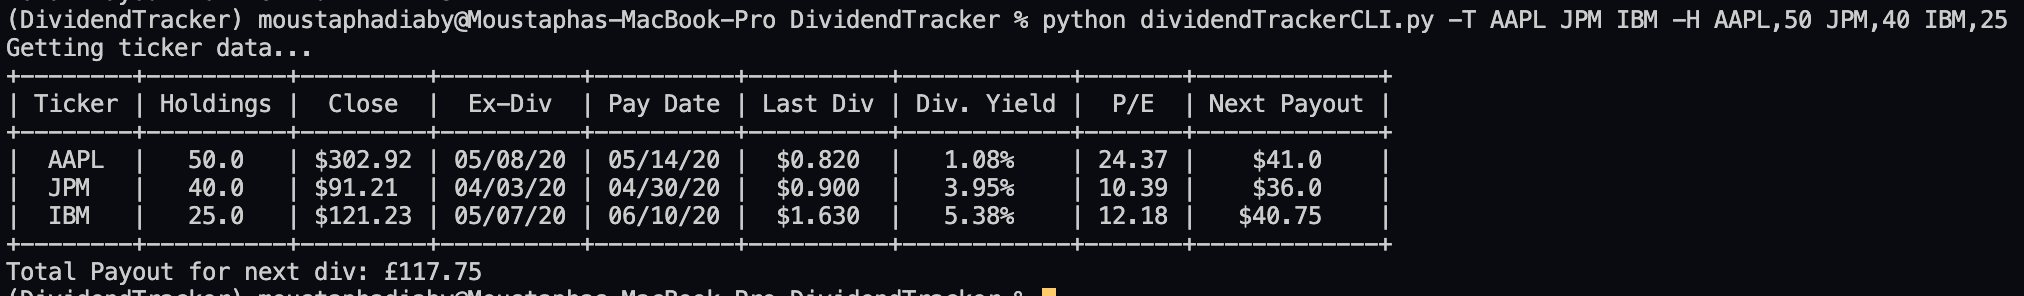 (DividendTracker) moustaphadiaby@Moustaphas-MacBook-Pro DividendTracker % python dividendTrackerCLI.py -T AAPL JPM IBM -H AAPL,50 JPM,40 IBM,25
Getting ticker data...
+--------+----------+---------+----------+----------+----------+------------+-------+-------------+
| Ticker | Holdings |  Close  |  Ex-Div  | Pay Date | Last Div | Div. Yield |  P/E  | Next Payout |
+--------+----------+---------+----------+----------+----------+------------+-------+-------------+
|  AAPL  |   50.0   | $302.92 | 05/08/20 | 05/14/20 |  $0.820  |   1.08%    | 24.37 |    $41.0    |
|  JPM   |   40.0   | $91.21  | 04/03/20 | 04/30/20 |  $0.900  |   3.95%    | 10.39 |    $36.0    |
|  IBM   |   25.0   | $121.23 | 05/07/20 | 06/10/20 |  $1.630  |   5.38%    | 12.18 |   $40.75    |
+--------+----------+---------+----------+----------+----------+------------+-------+-------------+
Total Payout for next div: £117.75
(DividendTracker) moustaphadiaby@Moustaphas-MacBook-Pro DividendTracker %